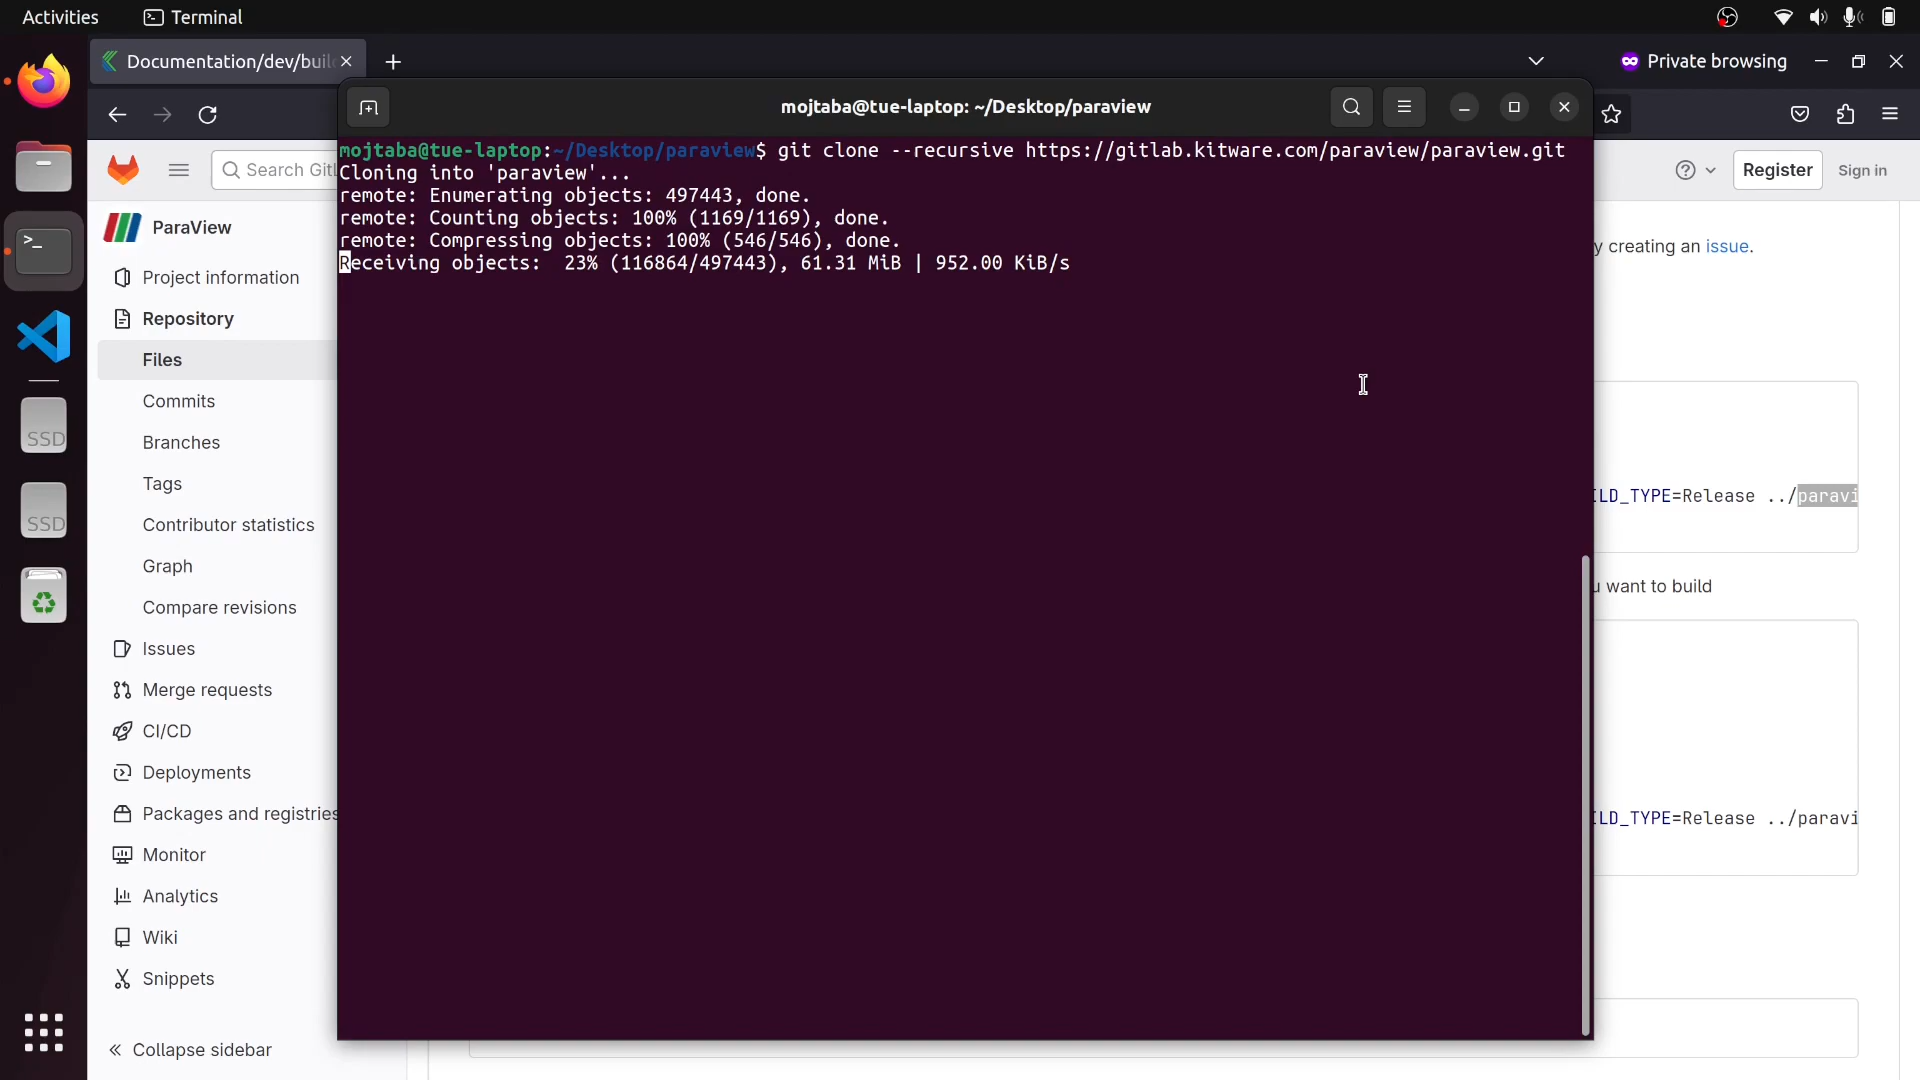 Activities
Terminal
Documentation/dev/buil
Private browsing
mojtaba@tue-laptop: ~/Desktop/paraview
mojtaba@tue-laptop:~/Desktop/paraview$ git clone --recursive https://gitlab.kitware.com/paraview/paraview.git
Cloning into 'paraview'...
remote: Enumerating objects: 497443, done.
remote: Counting objects: 100% (1169/1169), done.
remote: Compressing objects: 100% (546/546), done.
Receiving objects:  23% (116864/497443), 61.31 MiB | 952.00 KiB/s
Search GitL
Register
Sign in
ParaView
Project information
Repository
Files
Commits
Branches
Tags
Contributor statistics
Graph
Compare revisions
Issues
Merge requests
CI/CD
Deployments
Packages and registries
Monitor
Analytics
Wiki
Snippets
Collapse sidebar
y creating an issue.
ILD_TYPE=Release ../paravi
u want to build
ILD_TYPE=Release ../paravi
SSD
SSD